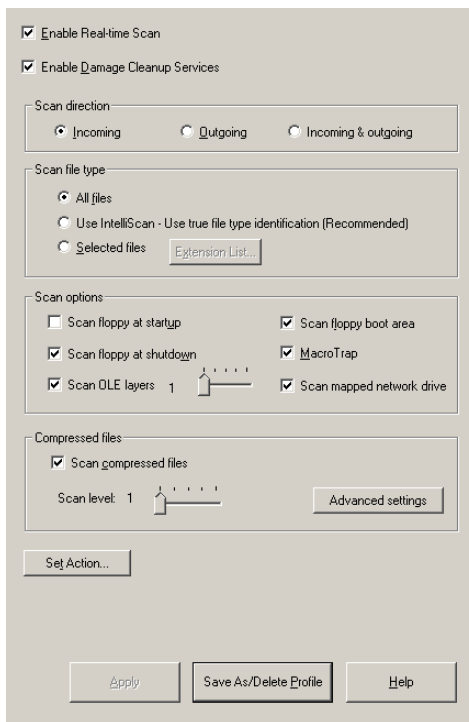 Enable Real-time Scan
Enable Damage Cleanup Services
Scan direction
Incoming
Outgoing
Incoming & outgoing
Scan file type
All files
Use IntelliScan - Use true file type identification (Recommended)
Selected files
Extension List...
Scan options
Scan floppy at startup
Scan floppy boot area
Scan floppy at shutdown
MacroTrap
Scan OLE layers 1
Scan mapped network drive
Compressed files
Scan compressed files
Scan level: 1
Advanced settings
Set Action...
Apply
Save As/Delete Profile
Help